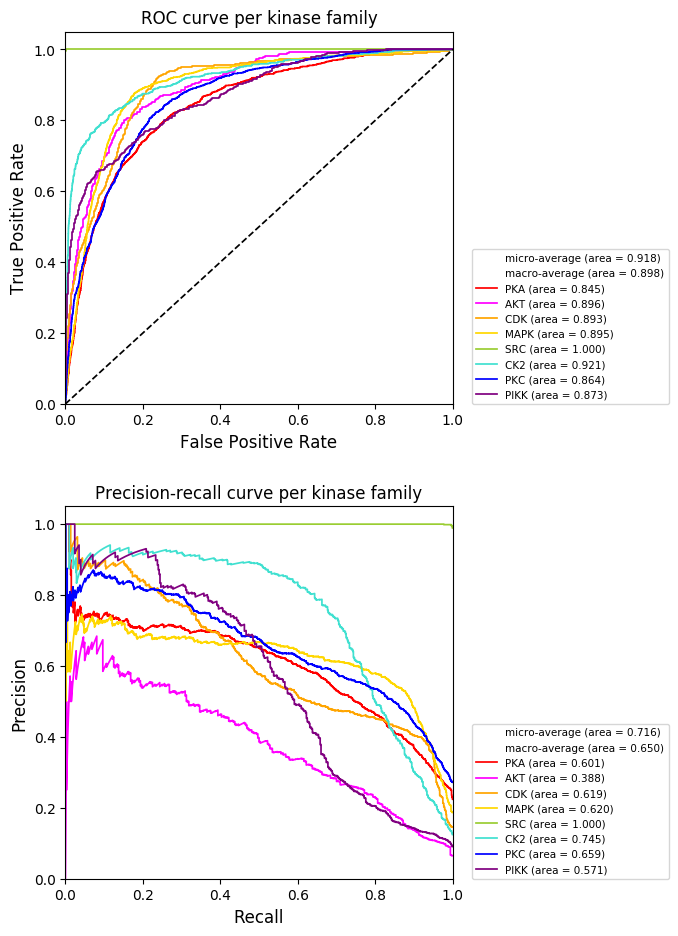 ROC curve per kinase family
1.0
0.8
0.6
0.4
0.2
0.0
True Positive Rate
0.0 0.2 0.4 0.6 0.8 1.0
False Positive Rate
micro-average (area = 0.918)
macro-average (area = 0.898)
PKA (area = 0.845)
AKT (area = 0.896)
CDK (area = 0.893)
MAPK (area = 0.895)
SRC (area = 1.000)
CK2 (area = 0.921)
PKC (area = 0.864)
PIKK (area = 0.873)
Precision-recall curve per kinase family
1.0
0.8
0.6
0.4
0.2
0.0
Precision
0.0 0.2 0.4 0.6 0.8 1.0
Recall
micro-average (area = 0.716)
macro-average (area = 0.650)
PKA (area = 0.601)
AKT (area = 0.388)
CDK (area = 0.619)
MAPK (area = 0.620)
SRC (area = 1.000)
CK2 (area = 0.745)
PKC (area = 0.659)
PIKK (area = 0.571)